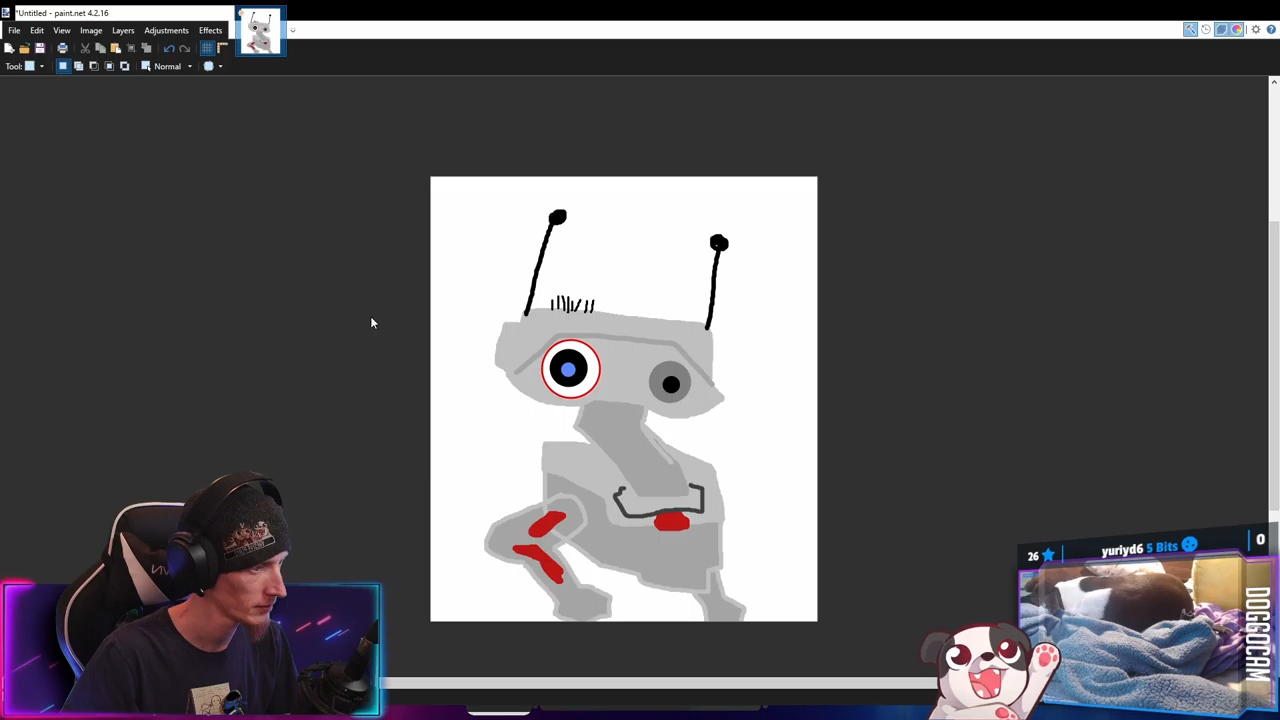 "Untitled - paint.net 4.2.16
File Edit View Image Layers Adjustments Effects
Tool: Normal
26 yuriyd6 5 Bits 0
DOGGOCAM